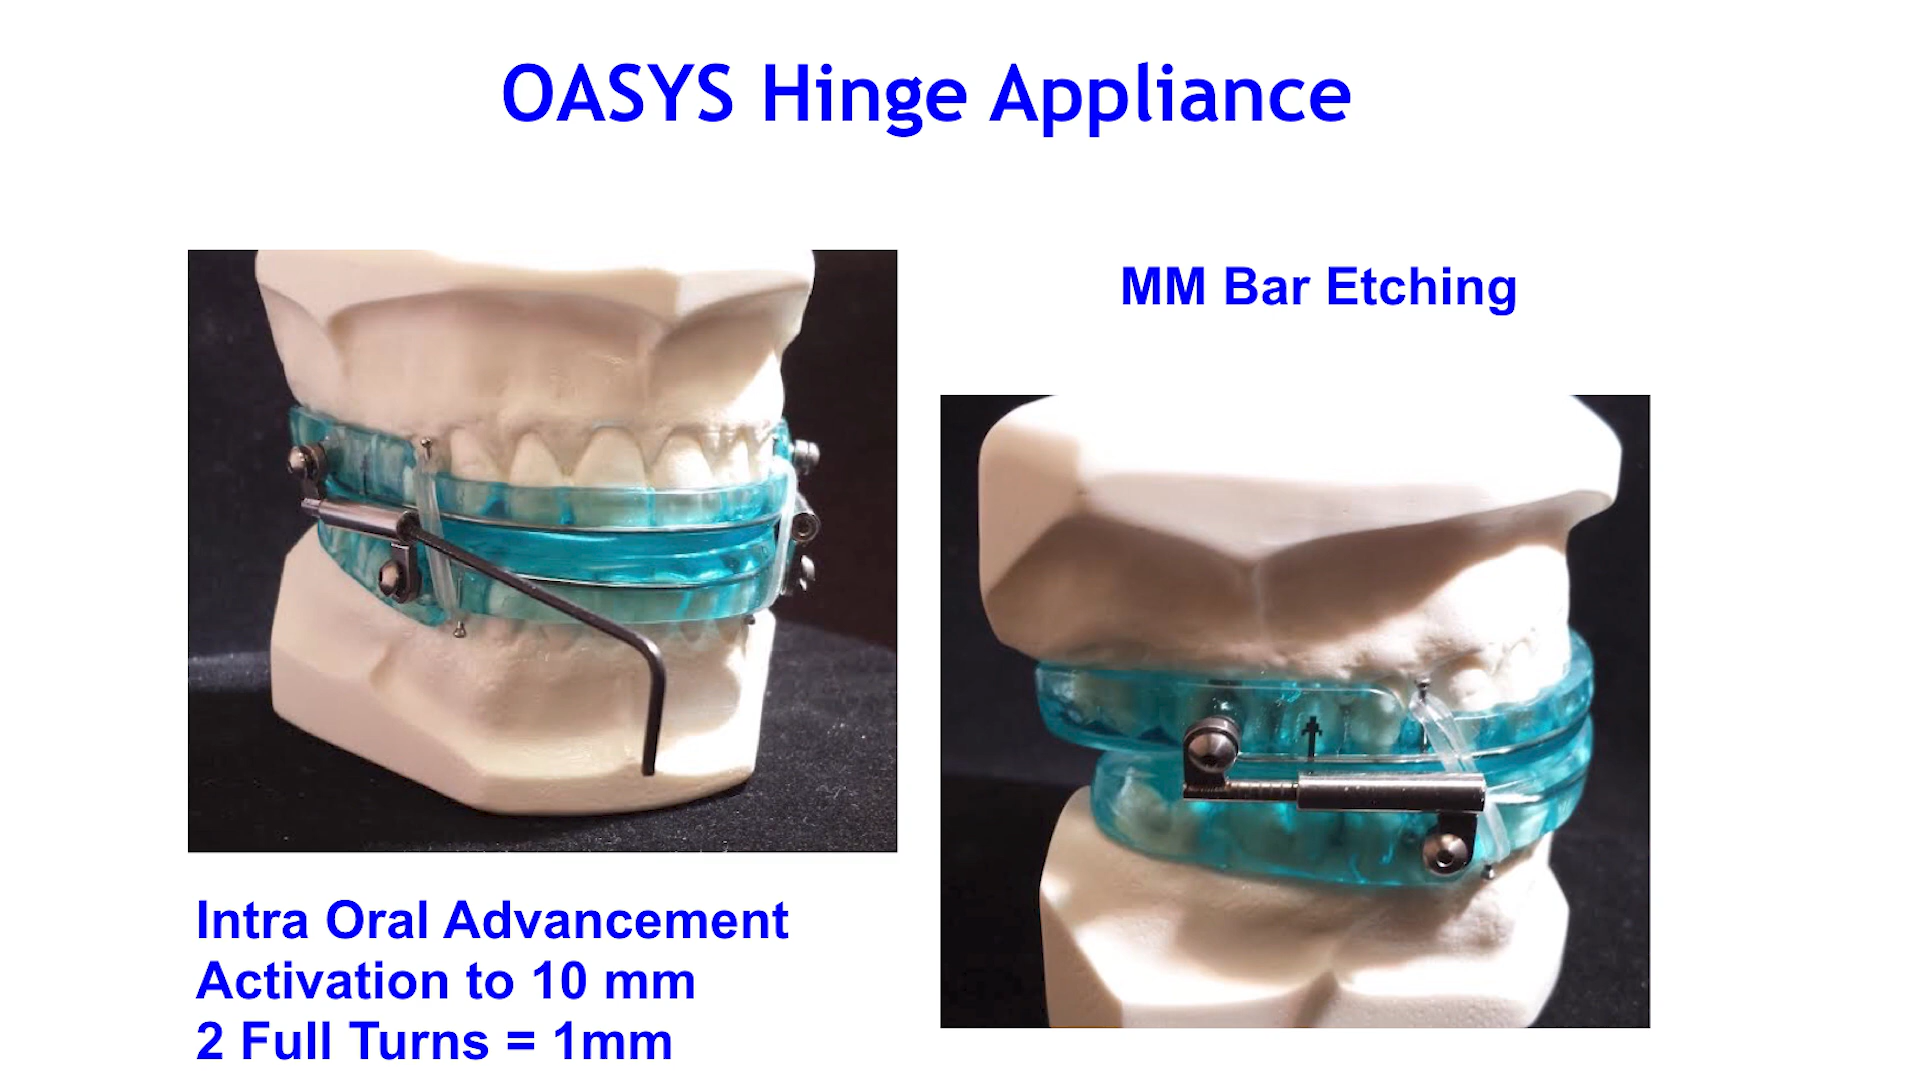 OASYS Hinge Appliance
MM Bar Etching
Intra Oral Advancement
Activation to 10 mm
2 Full Turns = 1mm